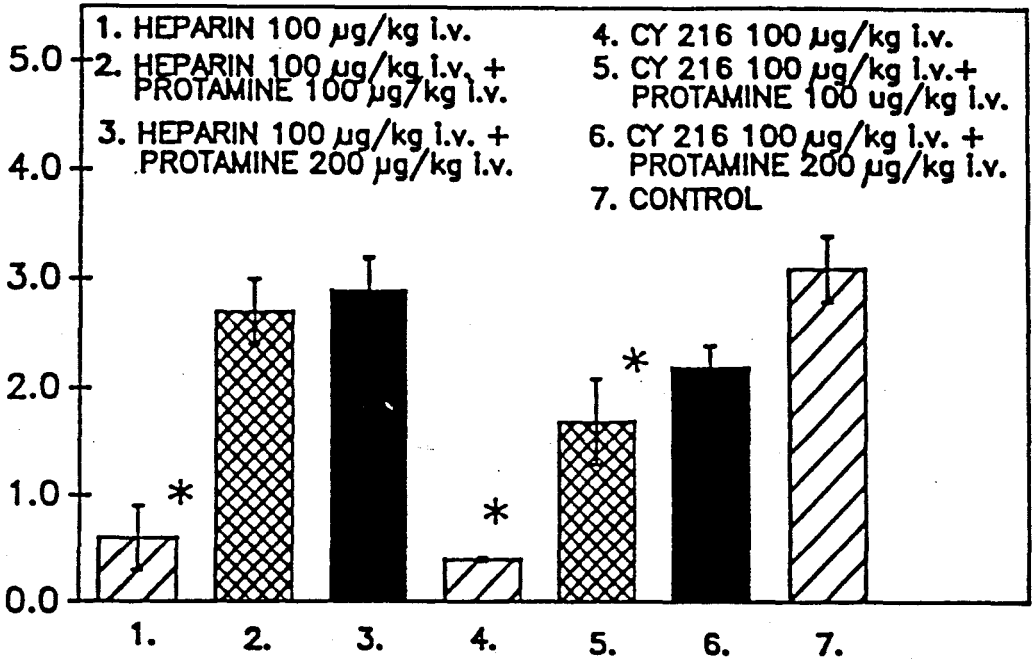 1. HEPARIN 100 µg/kg i.v.
2. HEPARIN 100 µg/kg i.v. +
PROTAMINE 100 µg/kg i.v.
3. HEPARIN 100 µg/kg i.v. +
PROTAMINE 200 µg/kg i.v.
4. CY 216 100 µg/kg i.v.
5. CY 216 100 µg/kg i.v.+
PROTAMINE 100 ug/kg i.v.
6. CY 216 100 µg/kg i.v. +
PROTAMINE 200 µg/kg i.v.
7. CONTROL
5.0
4.0
3.0
2.0
1.0
0.0
*
*
*
1. 2. 3. 4. 5. 6. 7.